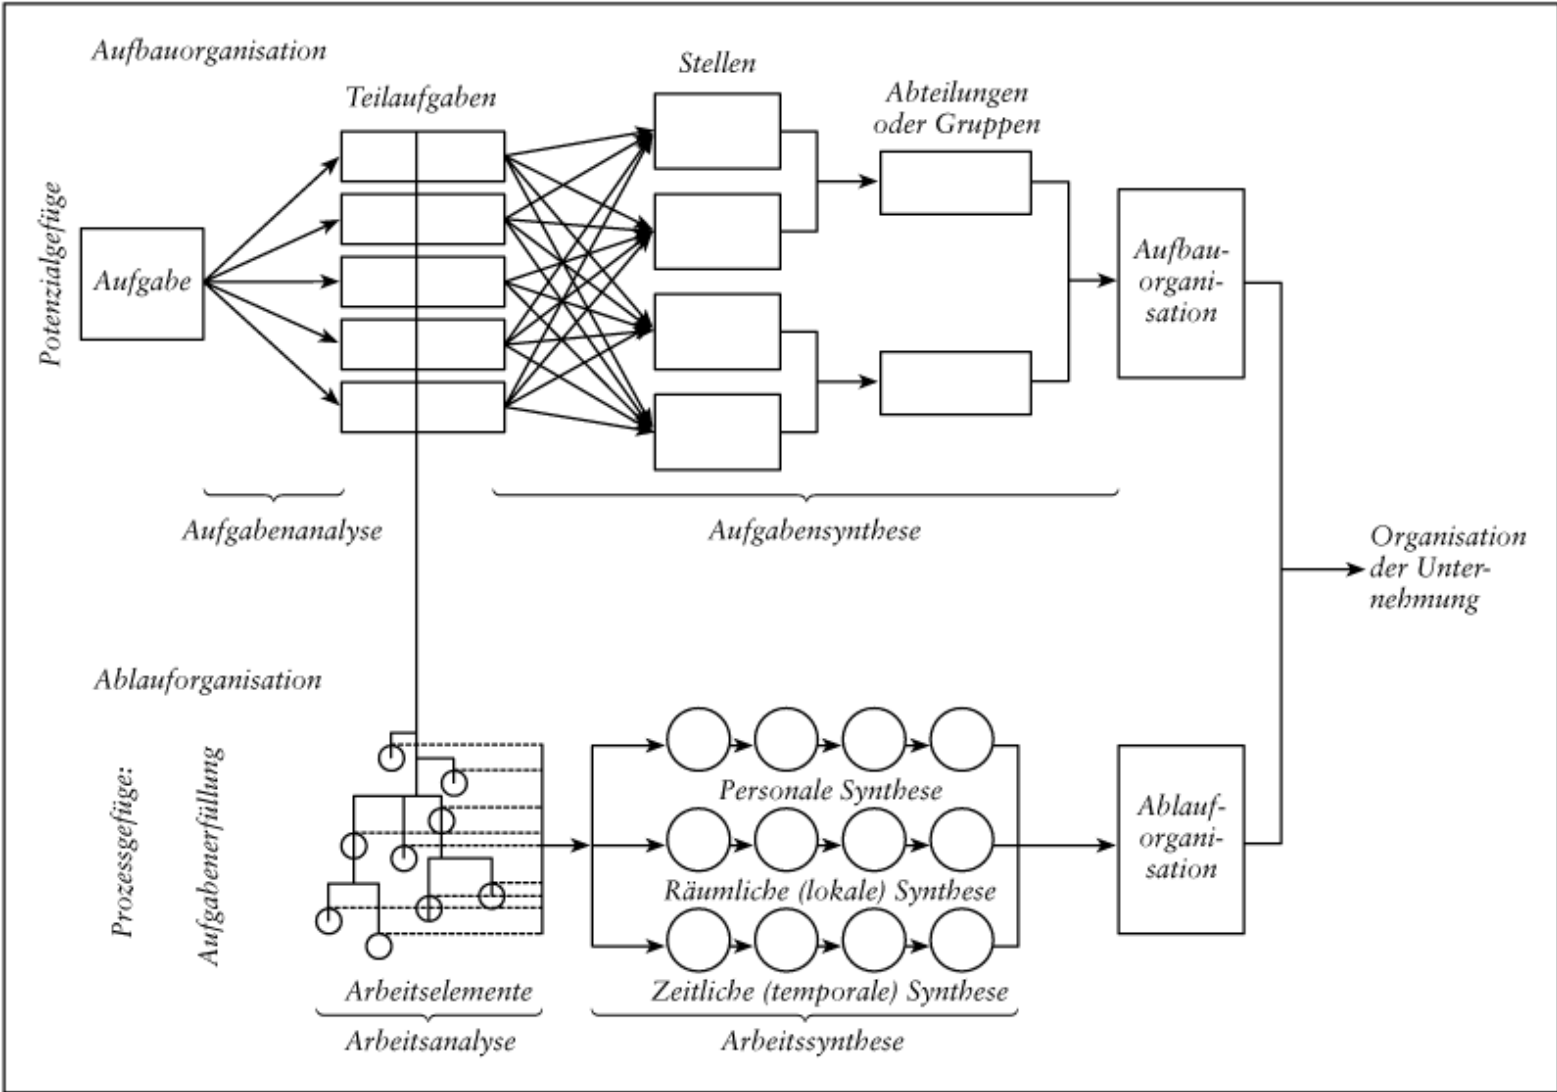 Aufbauorganisation
Stellen
Teilaufgaben
Abteilungen
oder Gruppen
Potenzialgefüge
Aufgabe
Aufbau-
organi-
sation
Aufgabenanalyse
Aufgabensynthese
Organisation
der Unter-
nehmung
Ablauforganisation
Prozessgefüge:
Aufgabenerfüllung
Personale Synthese
Räumliche (lokale) Synthese
Zeitliche (temporale) Synthese
Ablauf-
organi-
sation
Arbeitselemente
Arbeitsanalyse
Arbeitssynthese